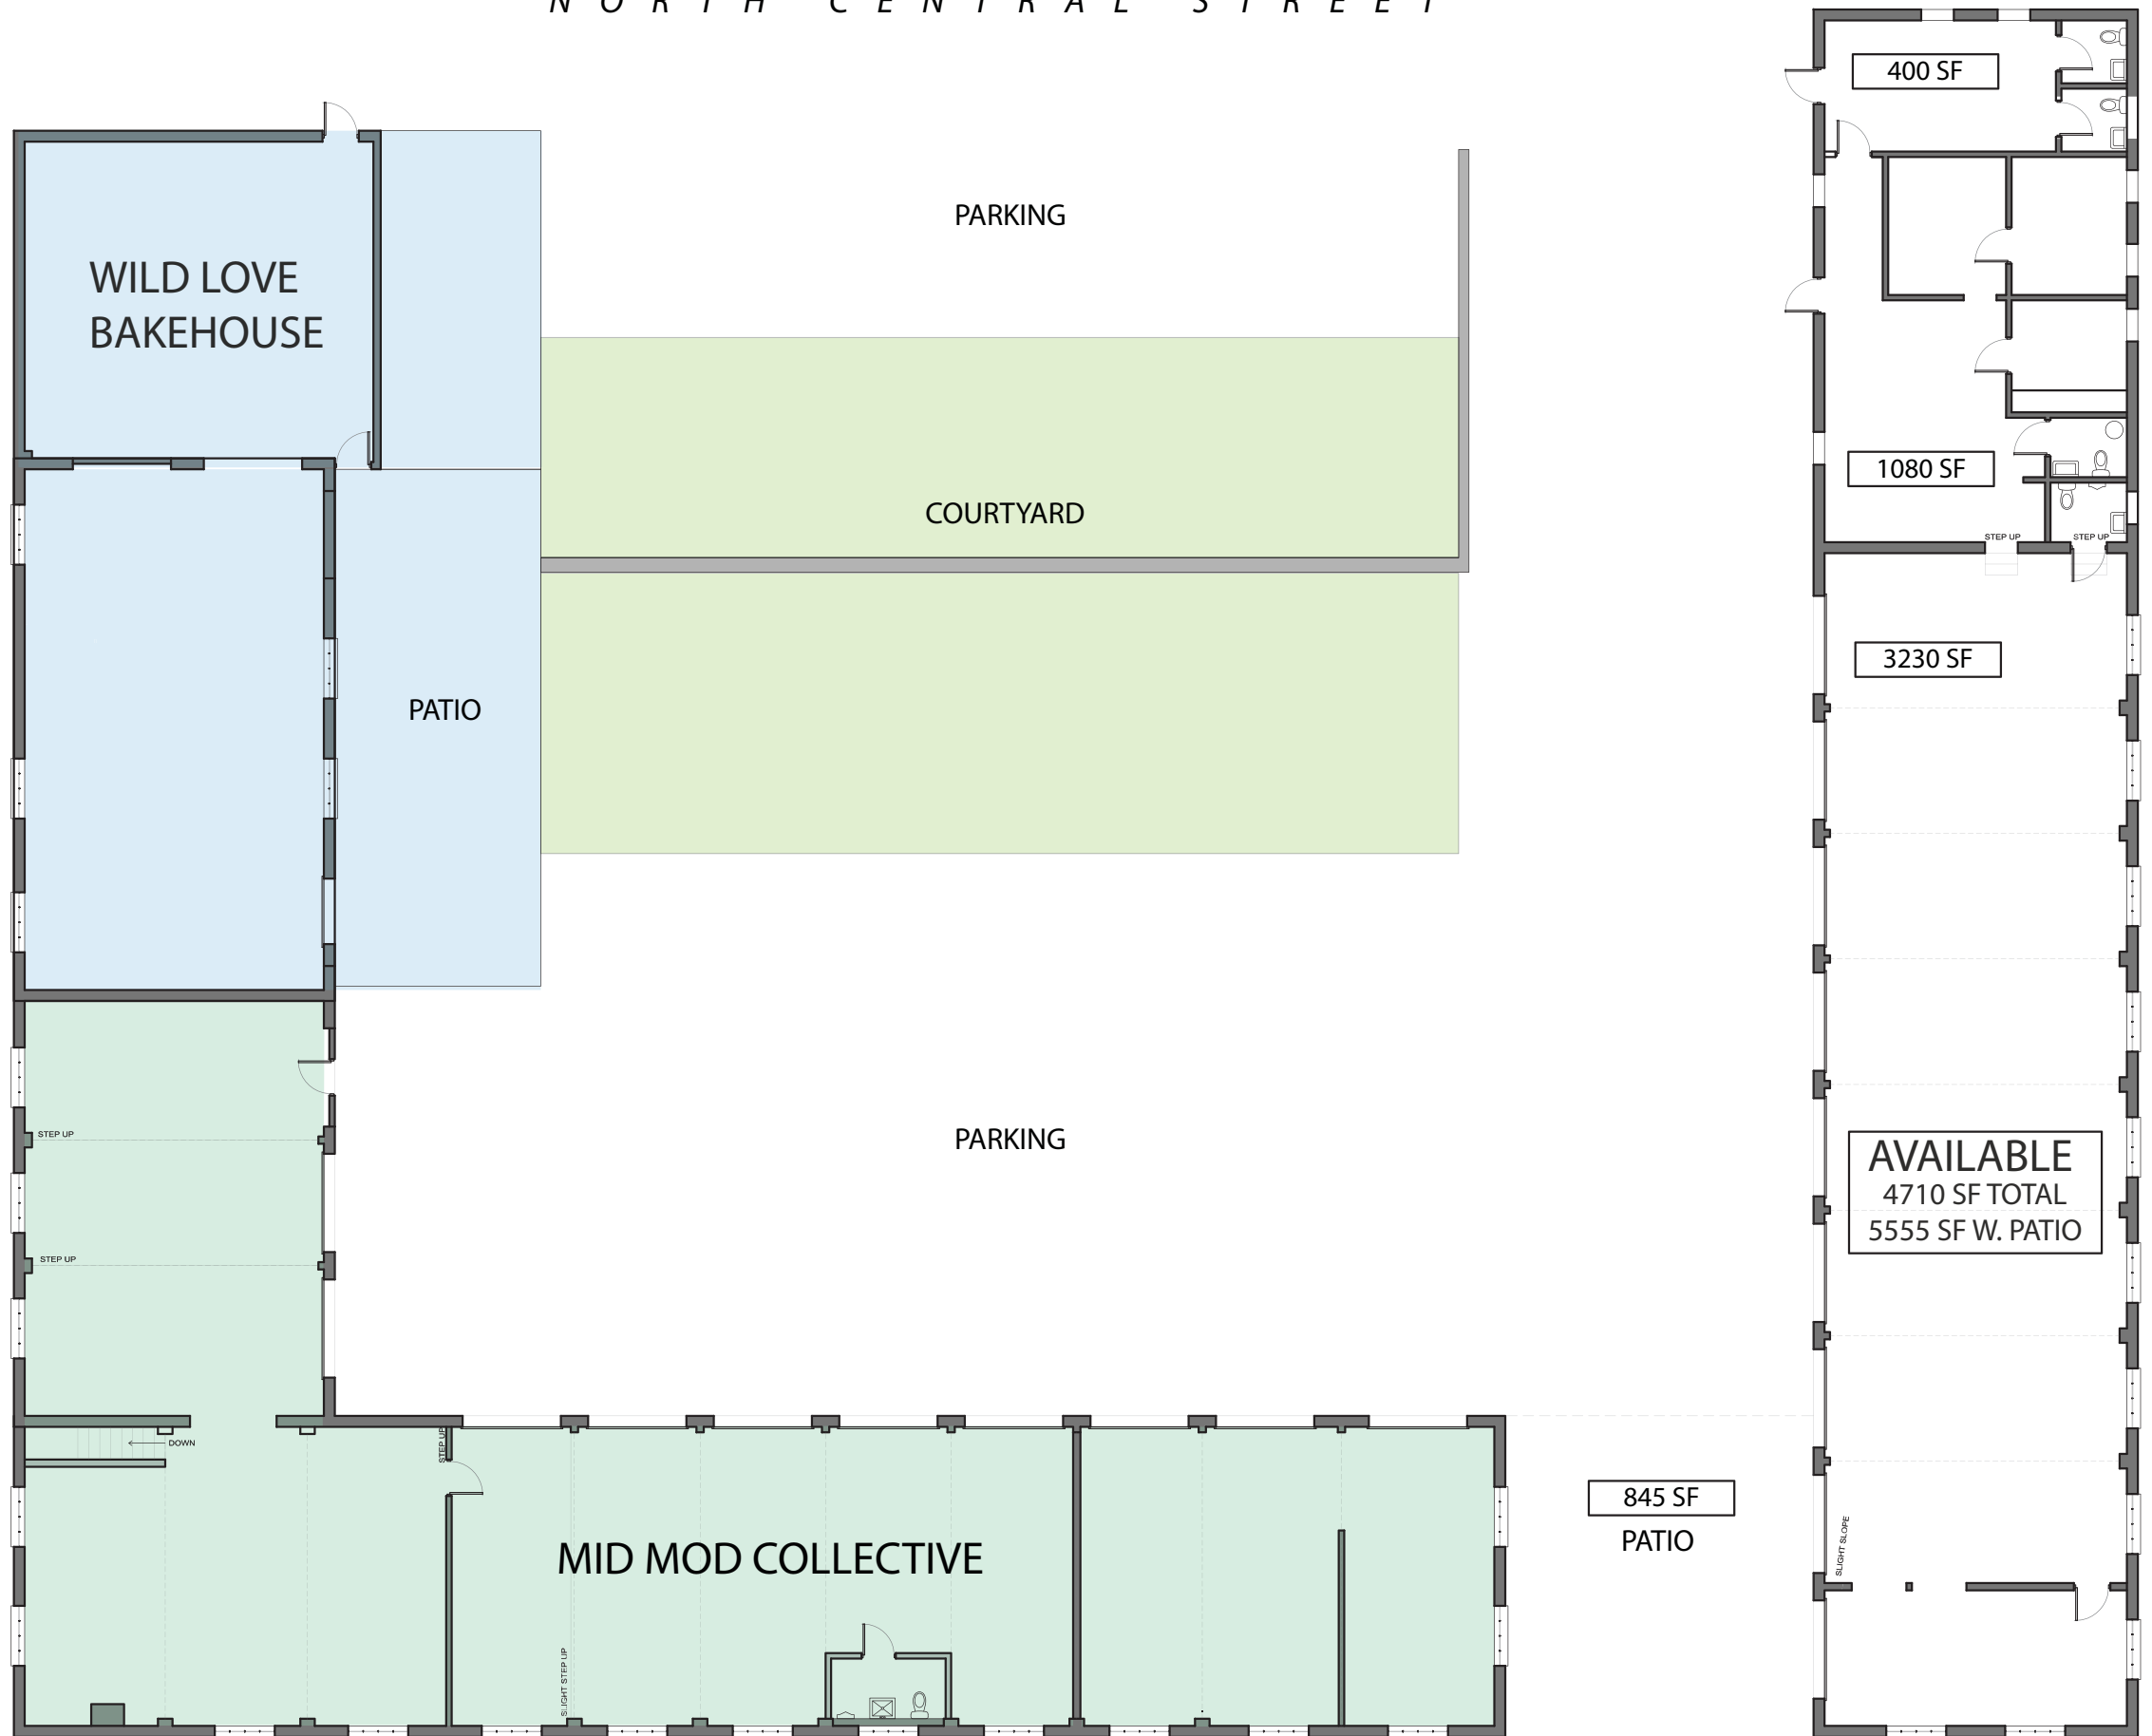 NORTH CENTRAL STREET
400 SF
PARKING
WILD LOVE
BAKEHOUSE
1080 SF
COURTYARD
STEP UP
STEP UP
3230 SF
PATIO
STEP UP
PARKING
AVAILABLE
4710 SF TOTAL
5555 SF W. PATIO
STEP UP
DOWN
STEP UP
845 SF
PATIO
SLIGHT SLOPE
MID MOD COLLECTIVE
SLIGHT STEP UP